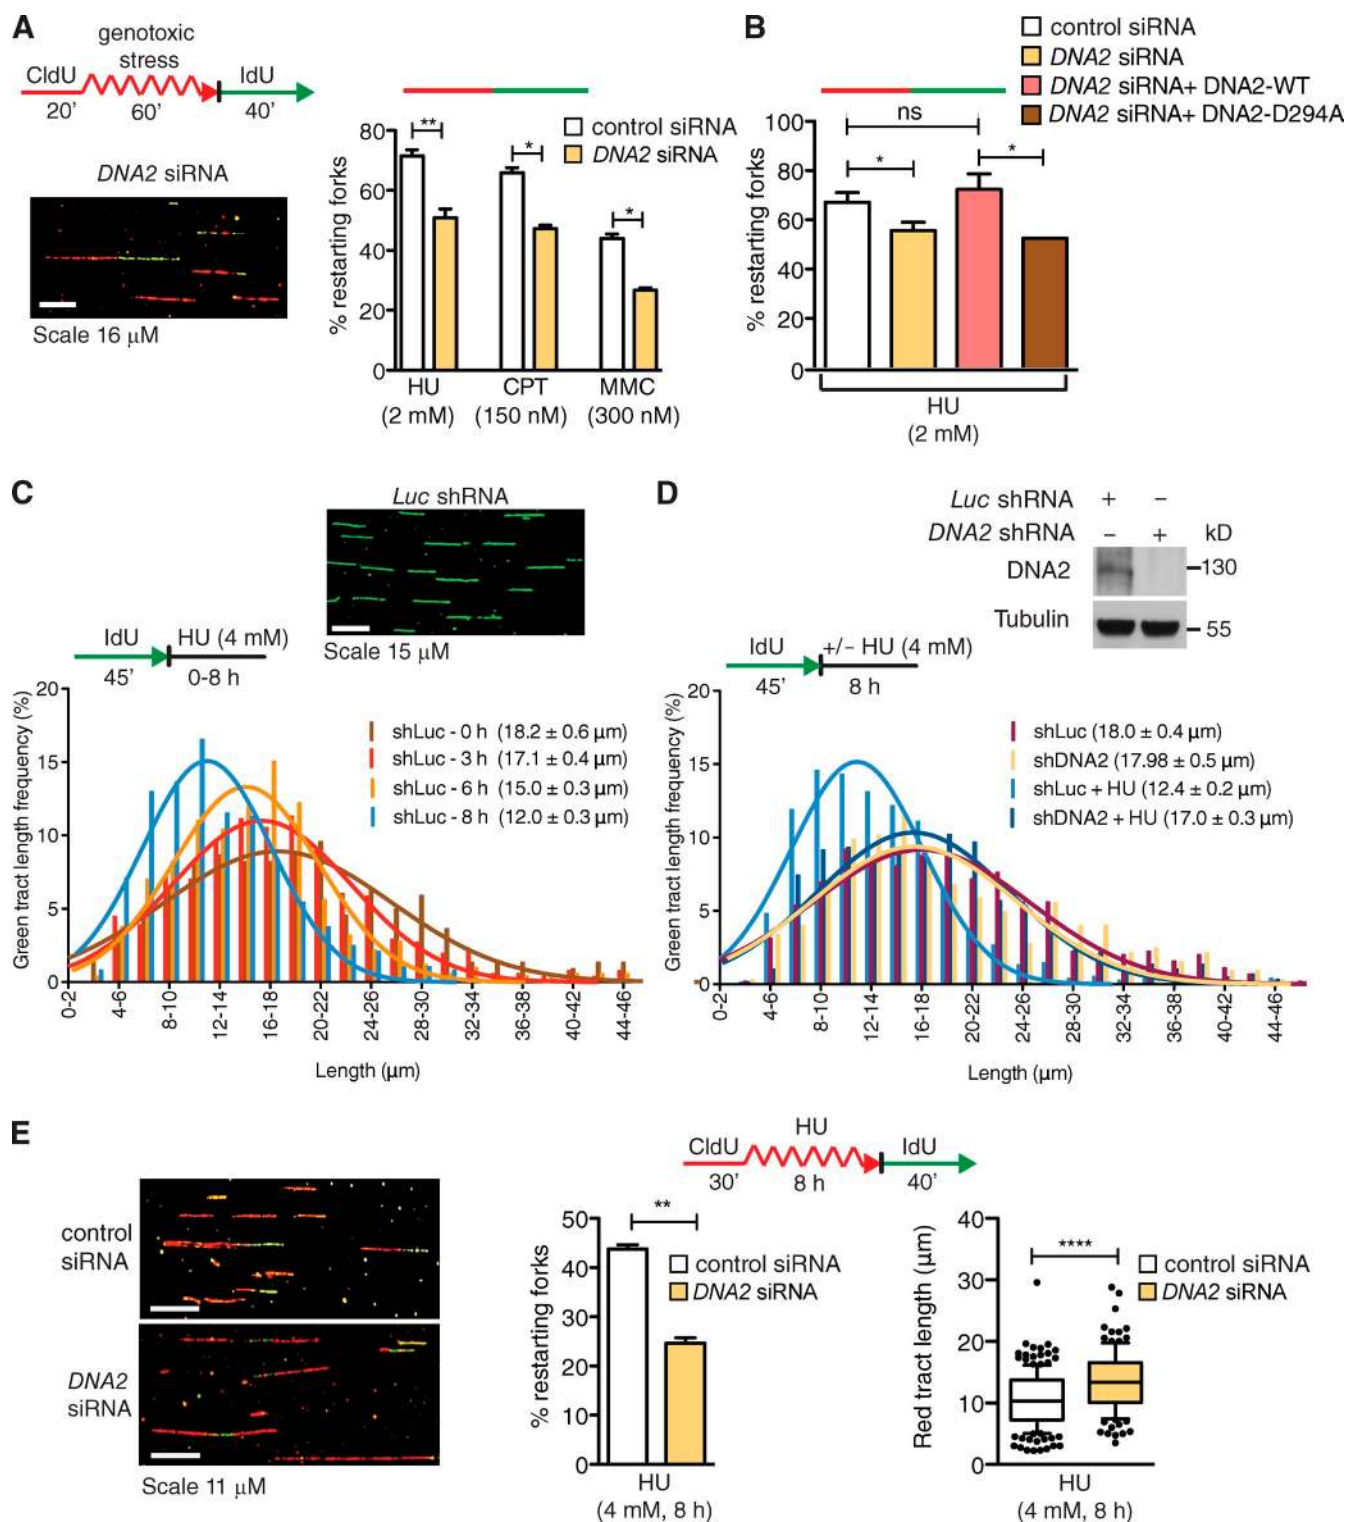 A
genotoxic
stress
CldU
IdU
20'
60'
40'
DNA2 siRNA
Scale 16 μM
% restarting forks
80
60
40
20
0
**
*
*
control siRNA
DNA2 siRNA
HU
(2 mM)
CPT
(150 nM)
MMC
(300 nM)
B
control siRNA
DNA2 siRNA
DNA2 siRNA+ DNA2-WT
DNA2 siRNA+ DNA2-D294A
% restarting forks
100
80
60
40
20
0
ns
*
*
HU
(2 mM)
C
Luc shRNA
Scale 15 μM
IdU
HU (4 mM)
45'
0-8 h
Green tract length frequency (%)
20
15
10
5
0
shLuc - 0 h (18.2 ± 0.6 μm)
shLuc - 3 h (17.1 ± 0.4 μm)
shLuc - 6 h (15.0 ± 0.3 μm)
shLuc - 8 h (12.0 ± 0.3 μm)
0-2
4-6
8-10
12-14
16-18
20-22
24-26
28-30
36-38
40-42
44-46
Length (μm)
D
Luc shRNA + −
DNA2 shRNA − + kD
DNA2
130
Tubulin
55
IdU
+/− HU (4 mM)
45'
8 h
Green tract length frequency (%)
20
15
10
5
0
shLuc (18.0 ± 0.4 μm)
shDNA2 (17.98 ± 0.5 μm)
shLuc + HU (12.4 ± 0.2 μm)
shDNA2 + HU (17.0 ± 0.3 μm)
0-2
4-6
8-10
12-14
16-18
20-22
24-26
28-30
32-34
36-38
40-42
44-46
Length (μm)
E
control
siRNA
DNA2
siRNA
Scale 11 μM
HU
CldU
IdU
30'
8 h
40'
% restarting forks
50
40
30
20
10
0
**
control siRNA
DNA2 siRNA
HU
(4 mM, 8 h)
Red tract length (μm)
40
30
20
10
0
****
control siRNA
DNA2 siRNA
HU
(4 mM, 8 h)